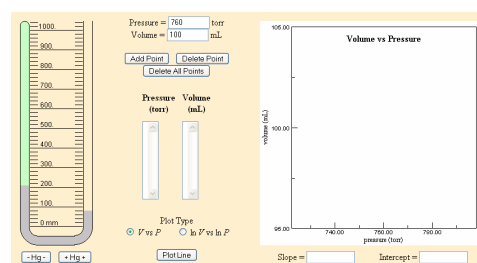 1000.
900.
800.
700.
600.
500.
400.
300.
200.
100.
0 mm
- Hg -
+ Hg +
Pressure = 760 torr
Volume = 100 mL
Add Point
Delete Point
Delete All Points
Pressure Volume
(torr) (mL)
Plot Type
V vs P
ln V vs ln P
Plot Line
Volume vs Pressure
105.00
100.00
95.00
volume (mL)
740.00
760.00
780.00
pressure (torr)
Slope =
Intercept =